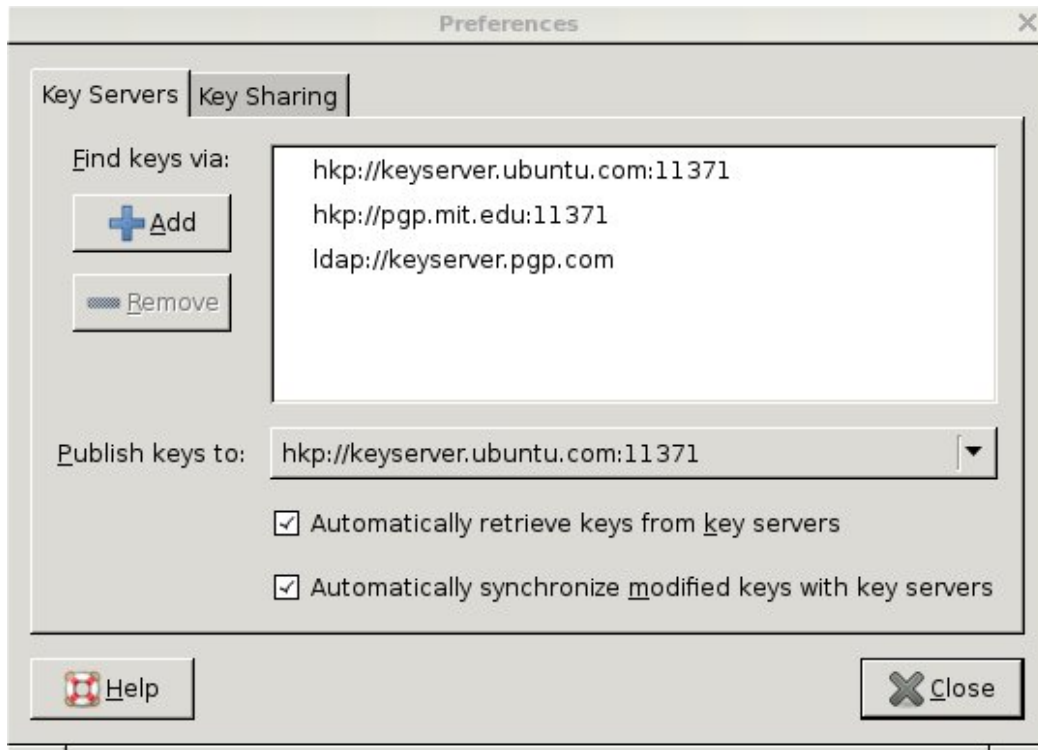 Preferences
Key Servers
Key Sharing
Find keys via:
Add
Remove
hkp://keyserver.ubuntu.com:11371
hkp://pgp.mit.edu:11371
ldap://keyserver.pgp.com
Publish keys to:
hkp://keyserver.ubuntu.com:11371
Automatically retrieve keys from key servers
Automatically synchronize modified keys with key servers
Help
Close